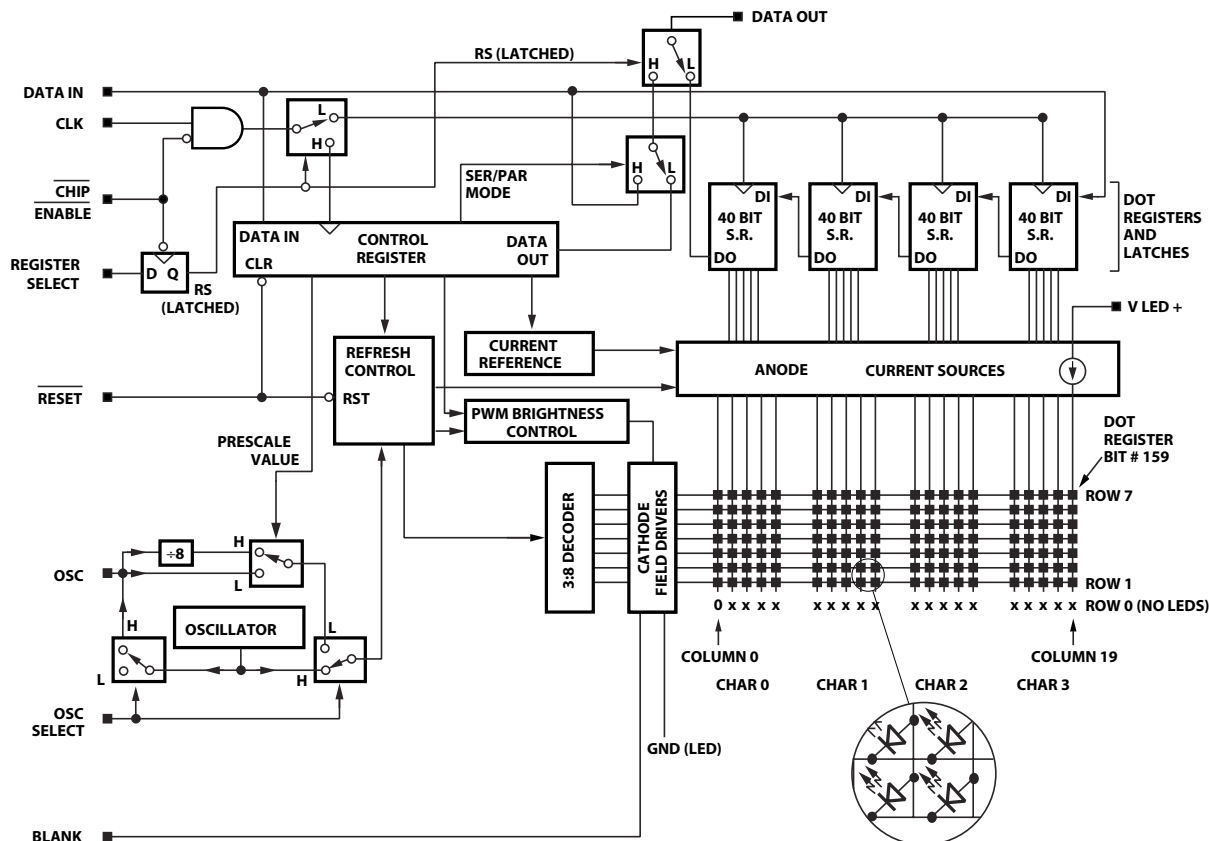 DATA OUT
RS (LATCHED)
H
L
DATA IN
CLK
L
H
CHIP
ENABLE
SER/PAR
MODE
H
L
DI
40 BIT
S.R.
DO
DI
40 BIT
S.R.
DO
DI
40 BIT
S.R.
DO
DI
40 BIT
S.R.
DO
DOT
REGISTERS
AND
LATCHES
REGISTER
SELECT
D Q
RS
(LATCHED)
DATA IN
CLR
CONTROL
REGISTER
DATA
OUT
V LED +
REFRESH
CONTROL
RST
CURRENT
REFERENCE
ANODE CURRENT SOURCES
RESET
PWM BRIGHTNESS
CONTROL
PRESCALE
VALUE
DOT
REGISTER
BIT # 159
3:8 DECODER
CATHODE
FIELD DRIVERS
ROW 7
ROW 1
0 x x x x x x x x x x x x x x x x x x x ROW 0 (NO LEDS)
OSC
÷8
H
L
H
L
OSCILLATOR
L
H
OSC
SELECT
COLUMN 0
COLUMN 19
CHAR 0
CHAR 1
CHAR 2
CHAR 3
GND (LED)
BLANK